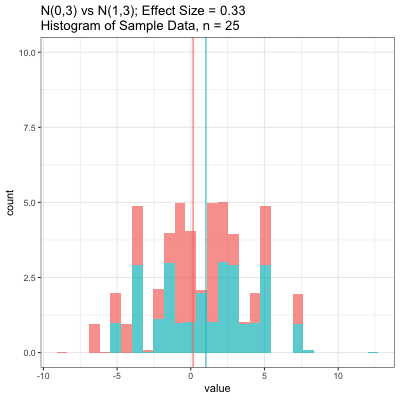 N(0,3) vs N(1,3); Effect Size = 0.33
Histogram of Sample Data, n = 25
10.0
7.5
5.0
2.5
0.0
count
-10
-5
0
5
10
value